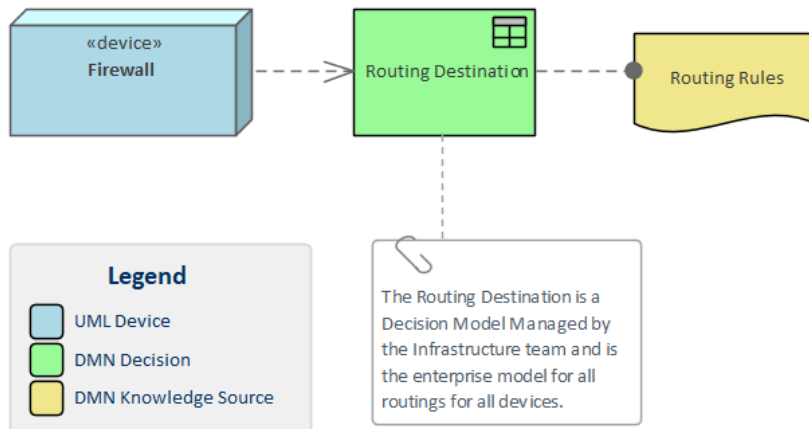 «device»
Firewall
Routing Destination
Routing Rules
Legend
UML Device
DMN Decision
DMN Knowledge Source
The Routing Destination is a
Decision Model Managed by
the Infrastructure team and is
the enterprise model for all
routings for all devices.